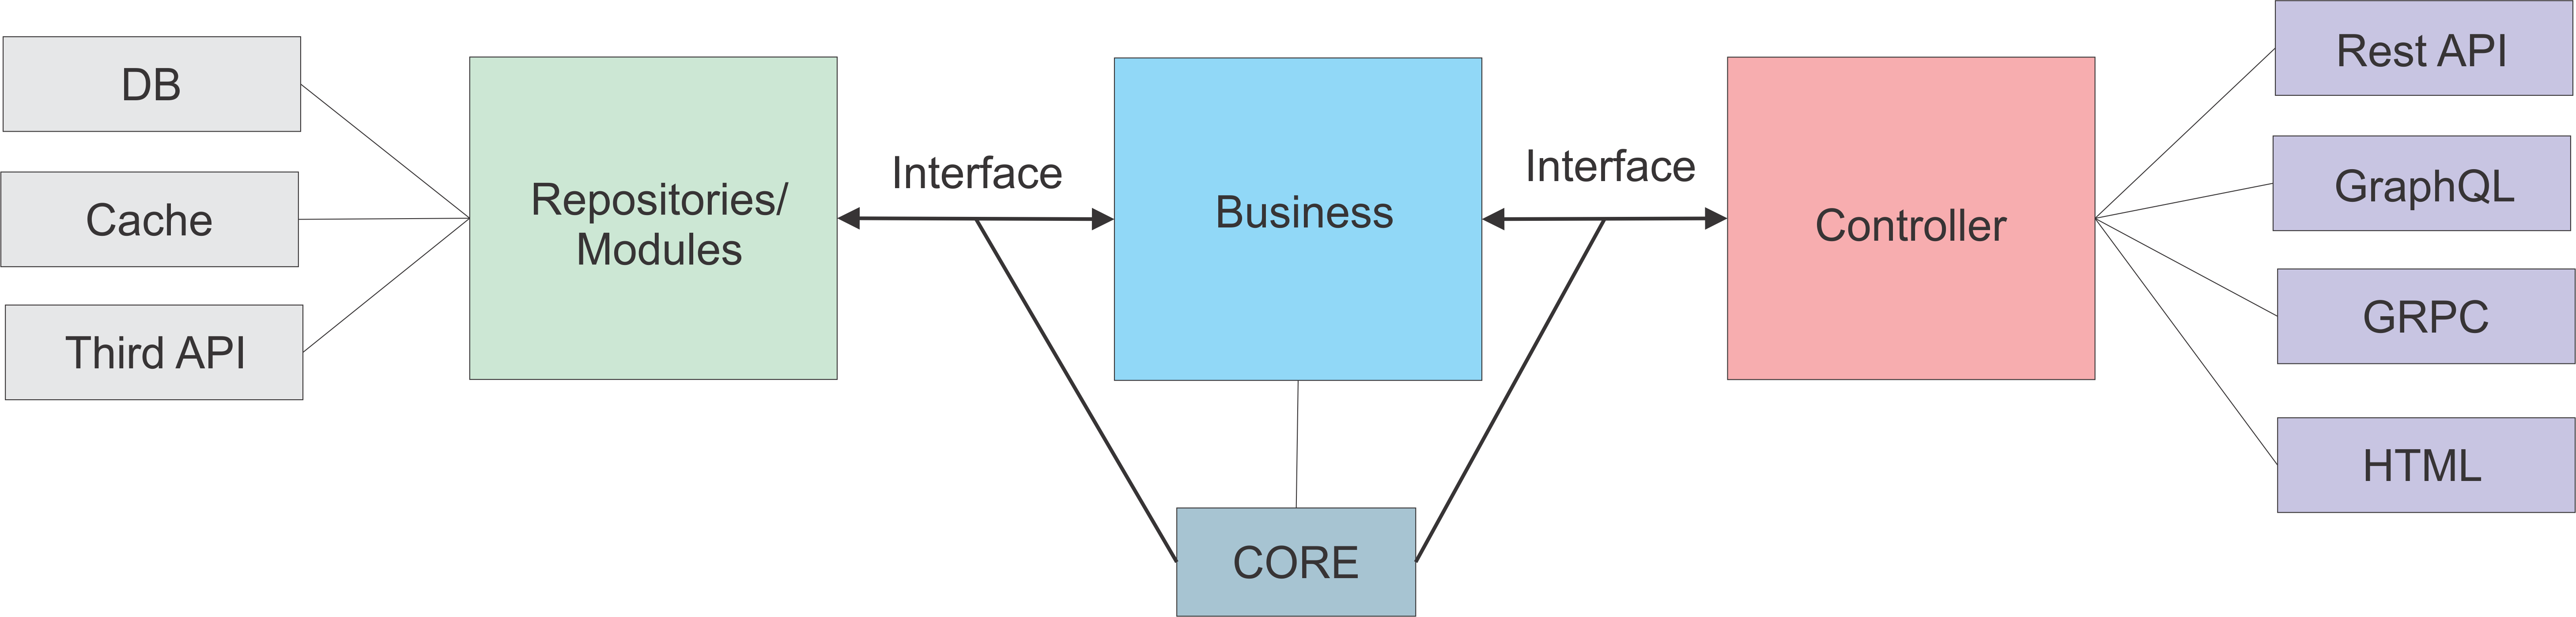 DB
Cache
Third API
Repositories/
Modules
Interface
Business
Interface
Controller
Rest API
GraphQL
GRPC
HTML
CORE